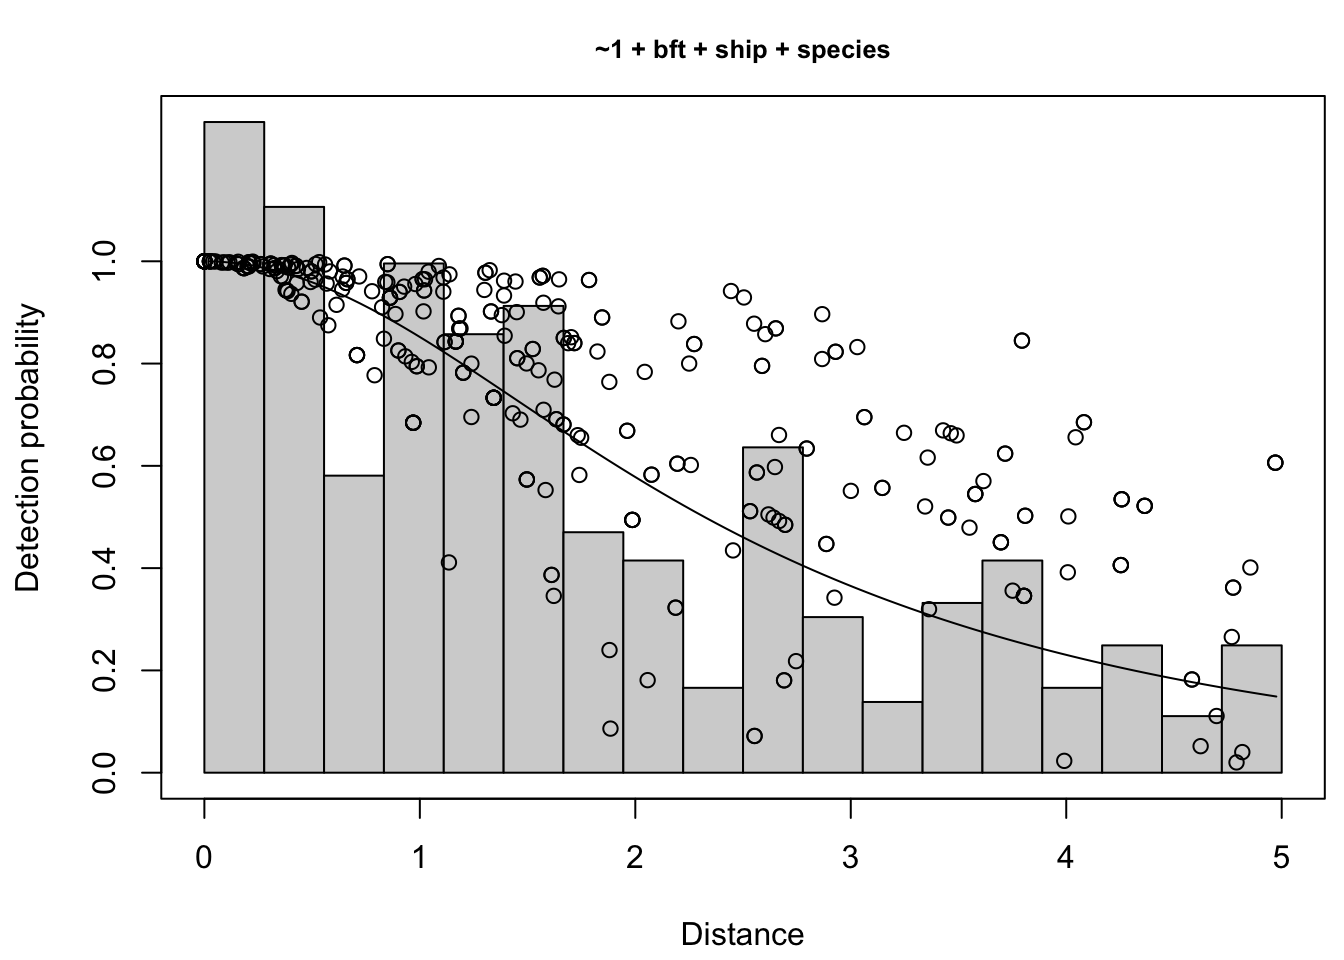 ~1 + bft + ship + species
Detection probability
1.0
0.8
0.6
0.4
0.2
0.0
0 1 2 3 4 5
Distance